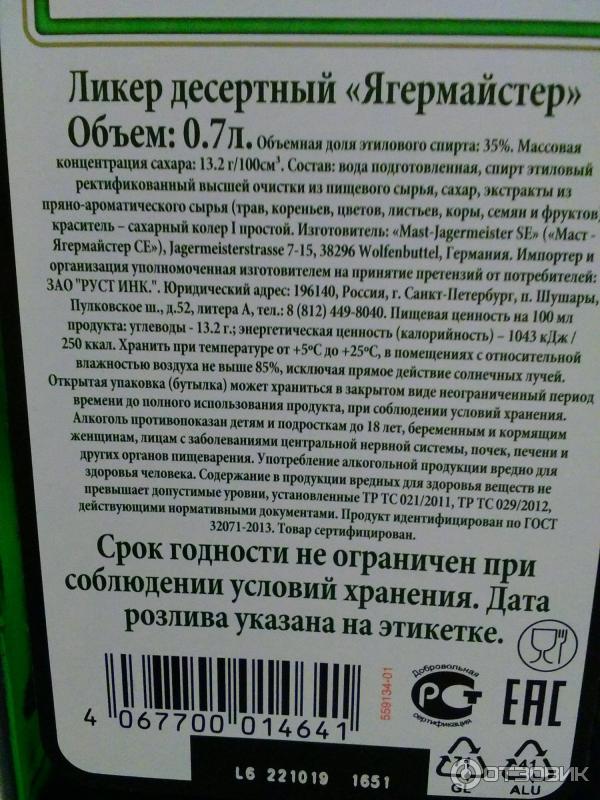 Ликер десертный «Ягермайстер»
Объем: 0.7л. Объемная доля этилового спирта: 35%. Массовая
концентрация сахара: 13.2 г/100см³. Состав: вода подготовленная, спирт этиловый
ректификованный высшей очистки из пищевого сырья, сахар, экстракты из
пряно-ароматического сырья (трав, кореньев, цветов, листьев, коры, семян и фруктов
краситель – сахарный колер I простой. Изготовитель: «Mast-Jagermeister SE» («Маст -
Ягермайстер СЕ»), Jagermeisterstrasse 7-15, 38296 Wolfenbuttel, Германия. Импортер и
организация уполномоченная изготовителем на принятие претензий от потребителей:
ЗАО "РУСТ ИНК.". Юридический адрес: 196140, Россия, г. Санкт-Петербург, п. Шушары,
Пулковское ш., д.52, литера А, тел.: 8 (812) 449-8040. Пищевая ценность на 100 мл
продукта: углеводы - 13.2 г.; энергетическая ценность (калорийность) – 1043 кДж /
250 ккал. Хранить при температуре от +5ºС до +25ºС, в помещениях с относительной
влажностью воздуха не выше 85%, исключая прямое действие солнечных лучей.
Открытая упаковка (бутылка) может храниться в закрытом виде неограниченный период
времени до полного использования продукта, при соблюдении условий хранения.
Алкоголь противопоказан детям и подросткам до 18 лет, беременным и кормящим
женщинам, лицам с заболеваниями центральной нервной системы, почек, печени и
других органов пищеварения. Употребление алкогольной продукции вредно для
здоровья человека. Содержание в продукции вредных для здоровья веществ не
превышает допустимые уровни, установленные ТР ТС 021/2011, ТР ТС 029/2012,
действующими нормативными документами. Продукт идентифицирован по ГОСТ
32071-2013. Товар сертифицирован.
Срок годности не ограничен при
соблюдении условий хранения. Дата
розлива указана на этикетке.
4 067700 014641
559134-01
Добровольная
РСТ
сертификация
ЕАС
71
GL
41
ALU
L6 221019 1651
ОТЗОВИК